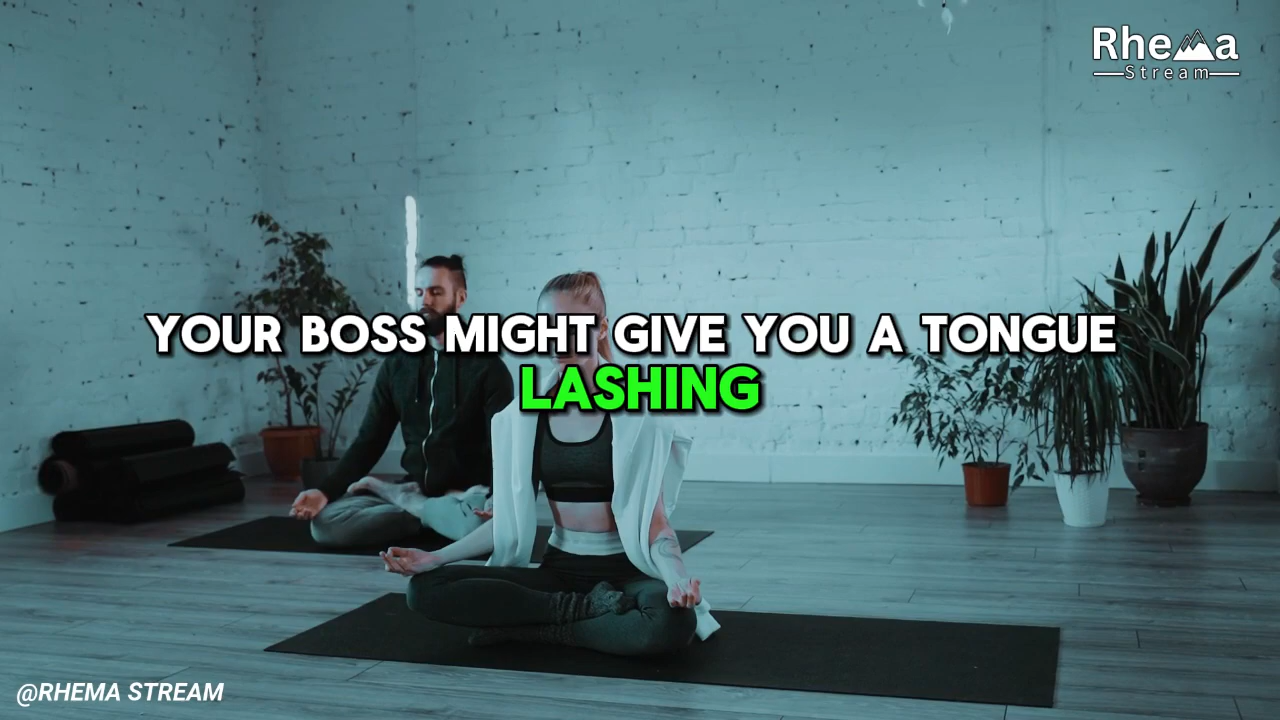 Rhema
Stream
YOUR BOSS MIGHT GIVE YOU A TONGUE
LASHING
@RHEMA STREAM